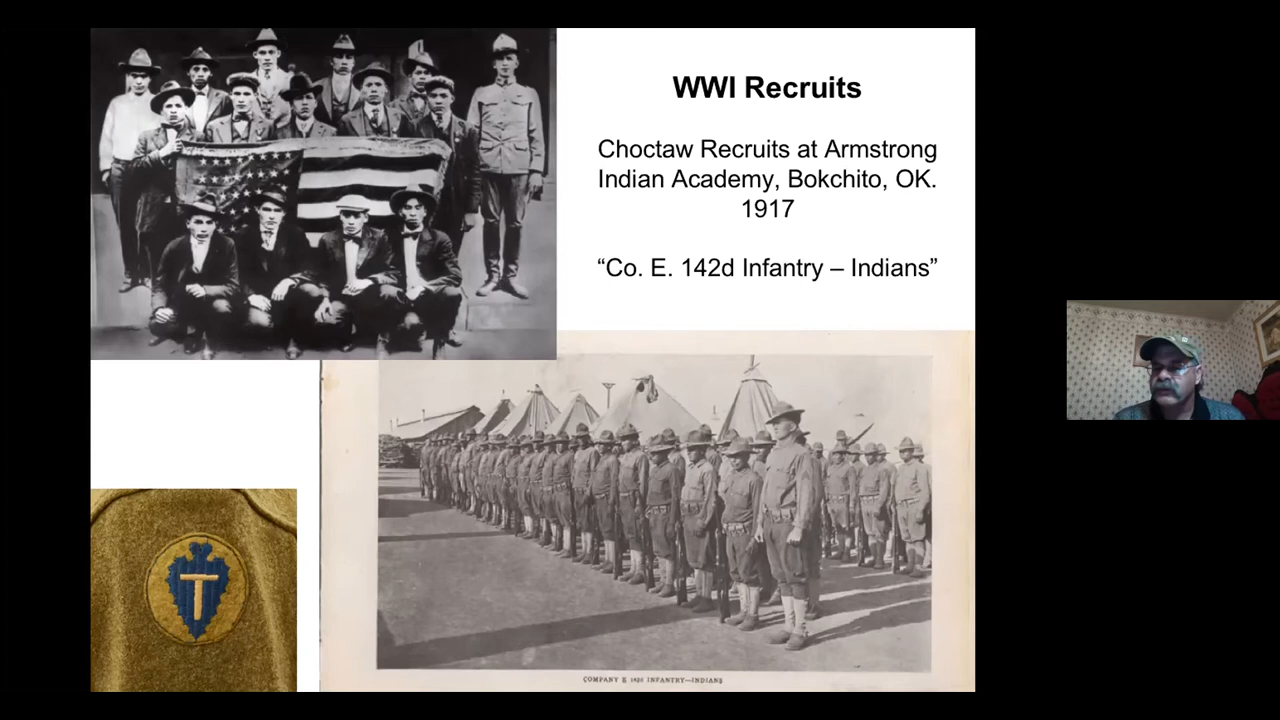 WWI Recruits
Choctaw Recruits at Armstrong
Indian Academy, Bokchito, OK.
1917
“Co. E. 142d Infantry – Indians”
T
COMPANY E 142D INFANTRY—INDIANS